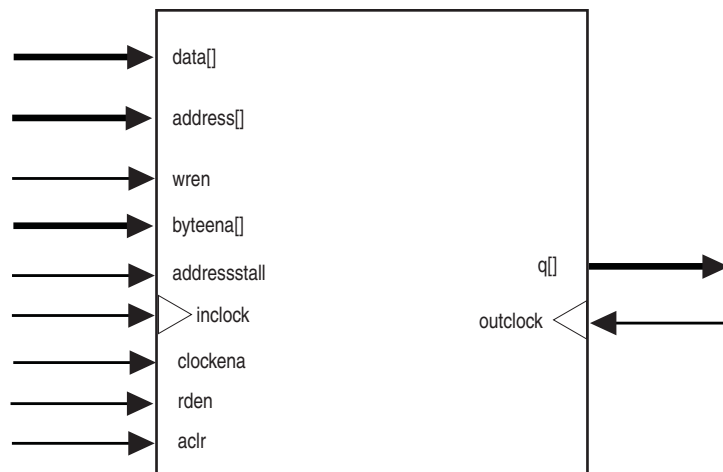 data[]
address[]
wren
byteena[]
addressstall
inclock
clockena
rden
aclr
q[]
outclock